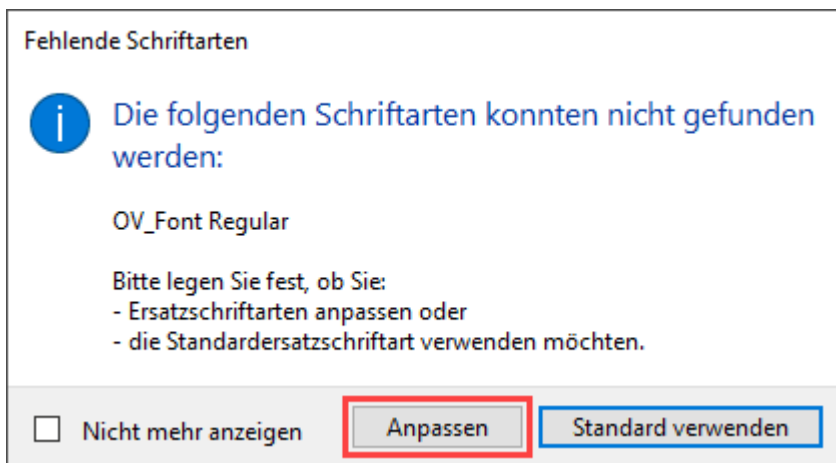 Fehlende Schriftarten
Die folgenden Schriftarten konnten nicht gefunden
werden:
OV_Font Regular
Bitte legen Sie fest, ob Sie:
- Ersatzschriftarten anpassen oder
- die Standardersatzschriftart verwenden möchten.
Nicht mehr anzeigen
Anpassen
Standard verwenden